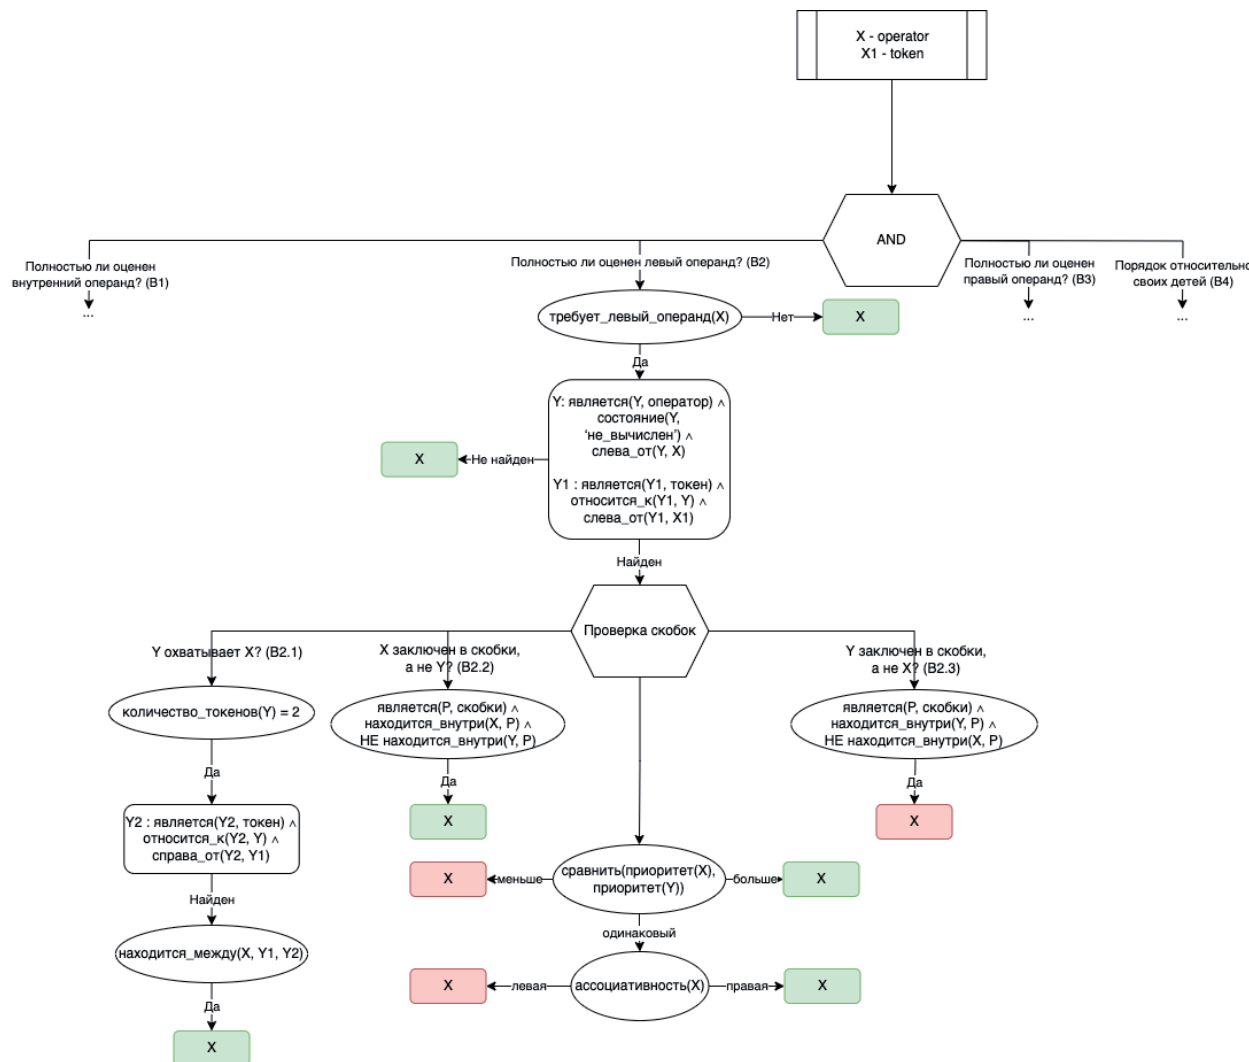 X - operator
X1 - token
AND
Полностью ли оценен
внутренний операнд? (B1)
...
Полностью ли оценен левый операнд? (B2)
Полностью ли оценен
правый операнд? (B3)
...
Порядок относительно
своих детей (B4)
...
требует_левый_операнд(X)
Нет
X
Да
Y: является(Y, оператор) ∧
состояние(Y,
'не_вычислен') ∧
слева_от(Y, X)
Y1 : является(Y1, токен) ∧
относится_к(Y1, Y) ∧
слева_от(Y1, X1)
Не найден
X
Найден
Проверка скобок
Y охватывает X? (B2.1)
X заключен в скобки,
а не Y? (B2.2)
Y заключен в скобки,
а не X? (B2.3)
количество_токенов(Y) = 2
является(P, скобки) ∧
находится_внутри(X, P) ∧
НЕ находится_внутри(Y, P)
является(P, скобки) ∧
находится_внутри(Y, P) ∧
НЕ находится_внутри(X, P)
Да
Да
Да
X
X
Y2 : является(Y2, токен) ∧
относится_к(Y2, Y) ∧
справа_от(Y2, Y1)
X
меньше
сравнить(приоритет(X),
приоритет(Y))
больше
X
Найден
одинаковый
находится_между(X, Y1, Y2)
X
левая
ассоциативность(X)
правая
X
Да
X